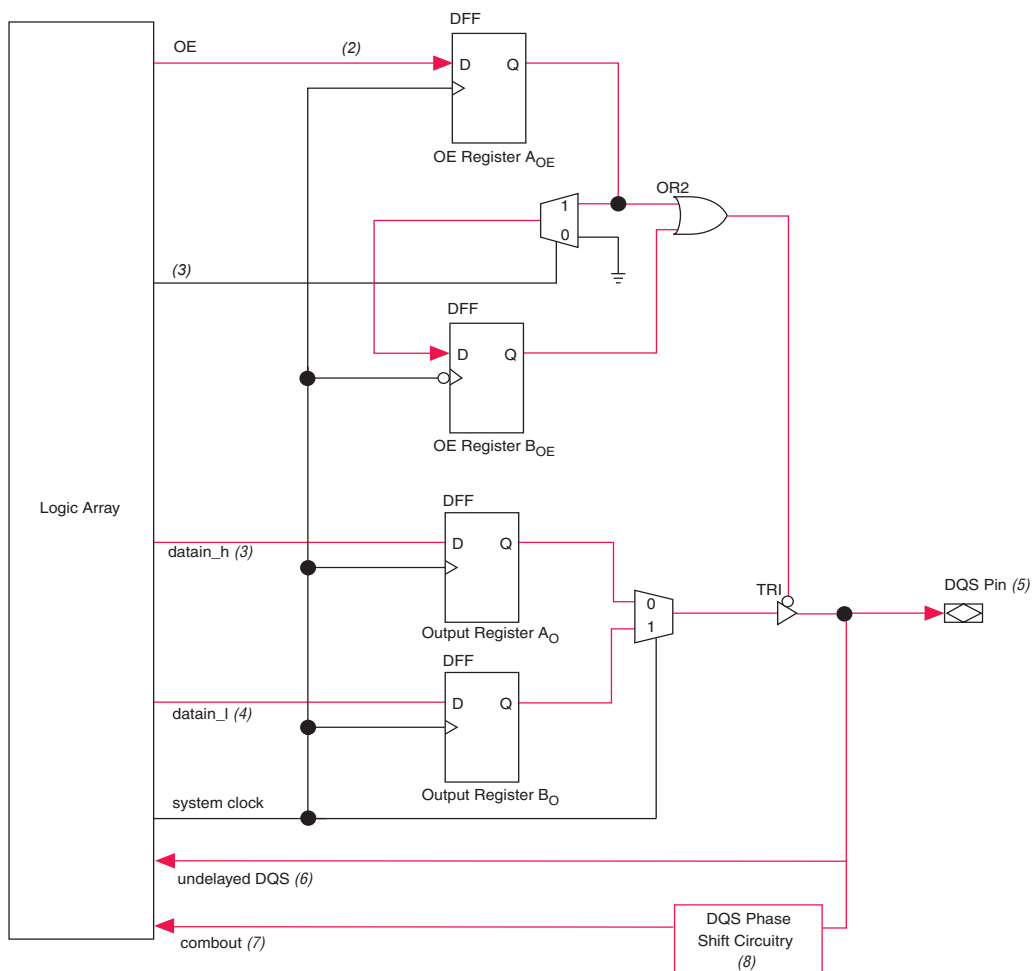 DFF
OE
(2)
D
Q
OE Register A_OE
OR2
1
0
(3)
DFF
D
Q
OE Register B_OE
Logic Array
DFF
datain_h (3)
D
Q
TRI
DQS Pin (5)
0
1
Output Register A_O
DFF
datain_l (4)
D
Q
Output Register B_O
system clock
undelayed DQS (6)
combout (7)
DQS Phase
Shift Circuitry
(8)